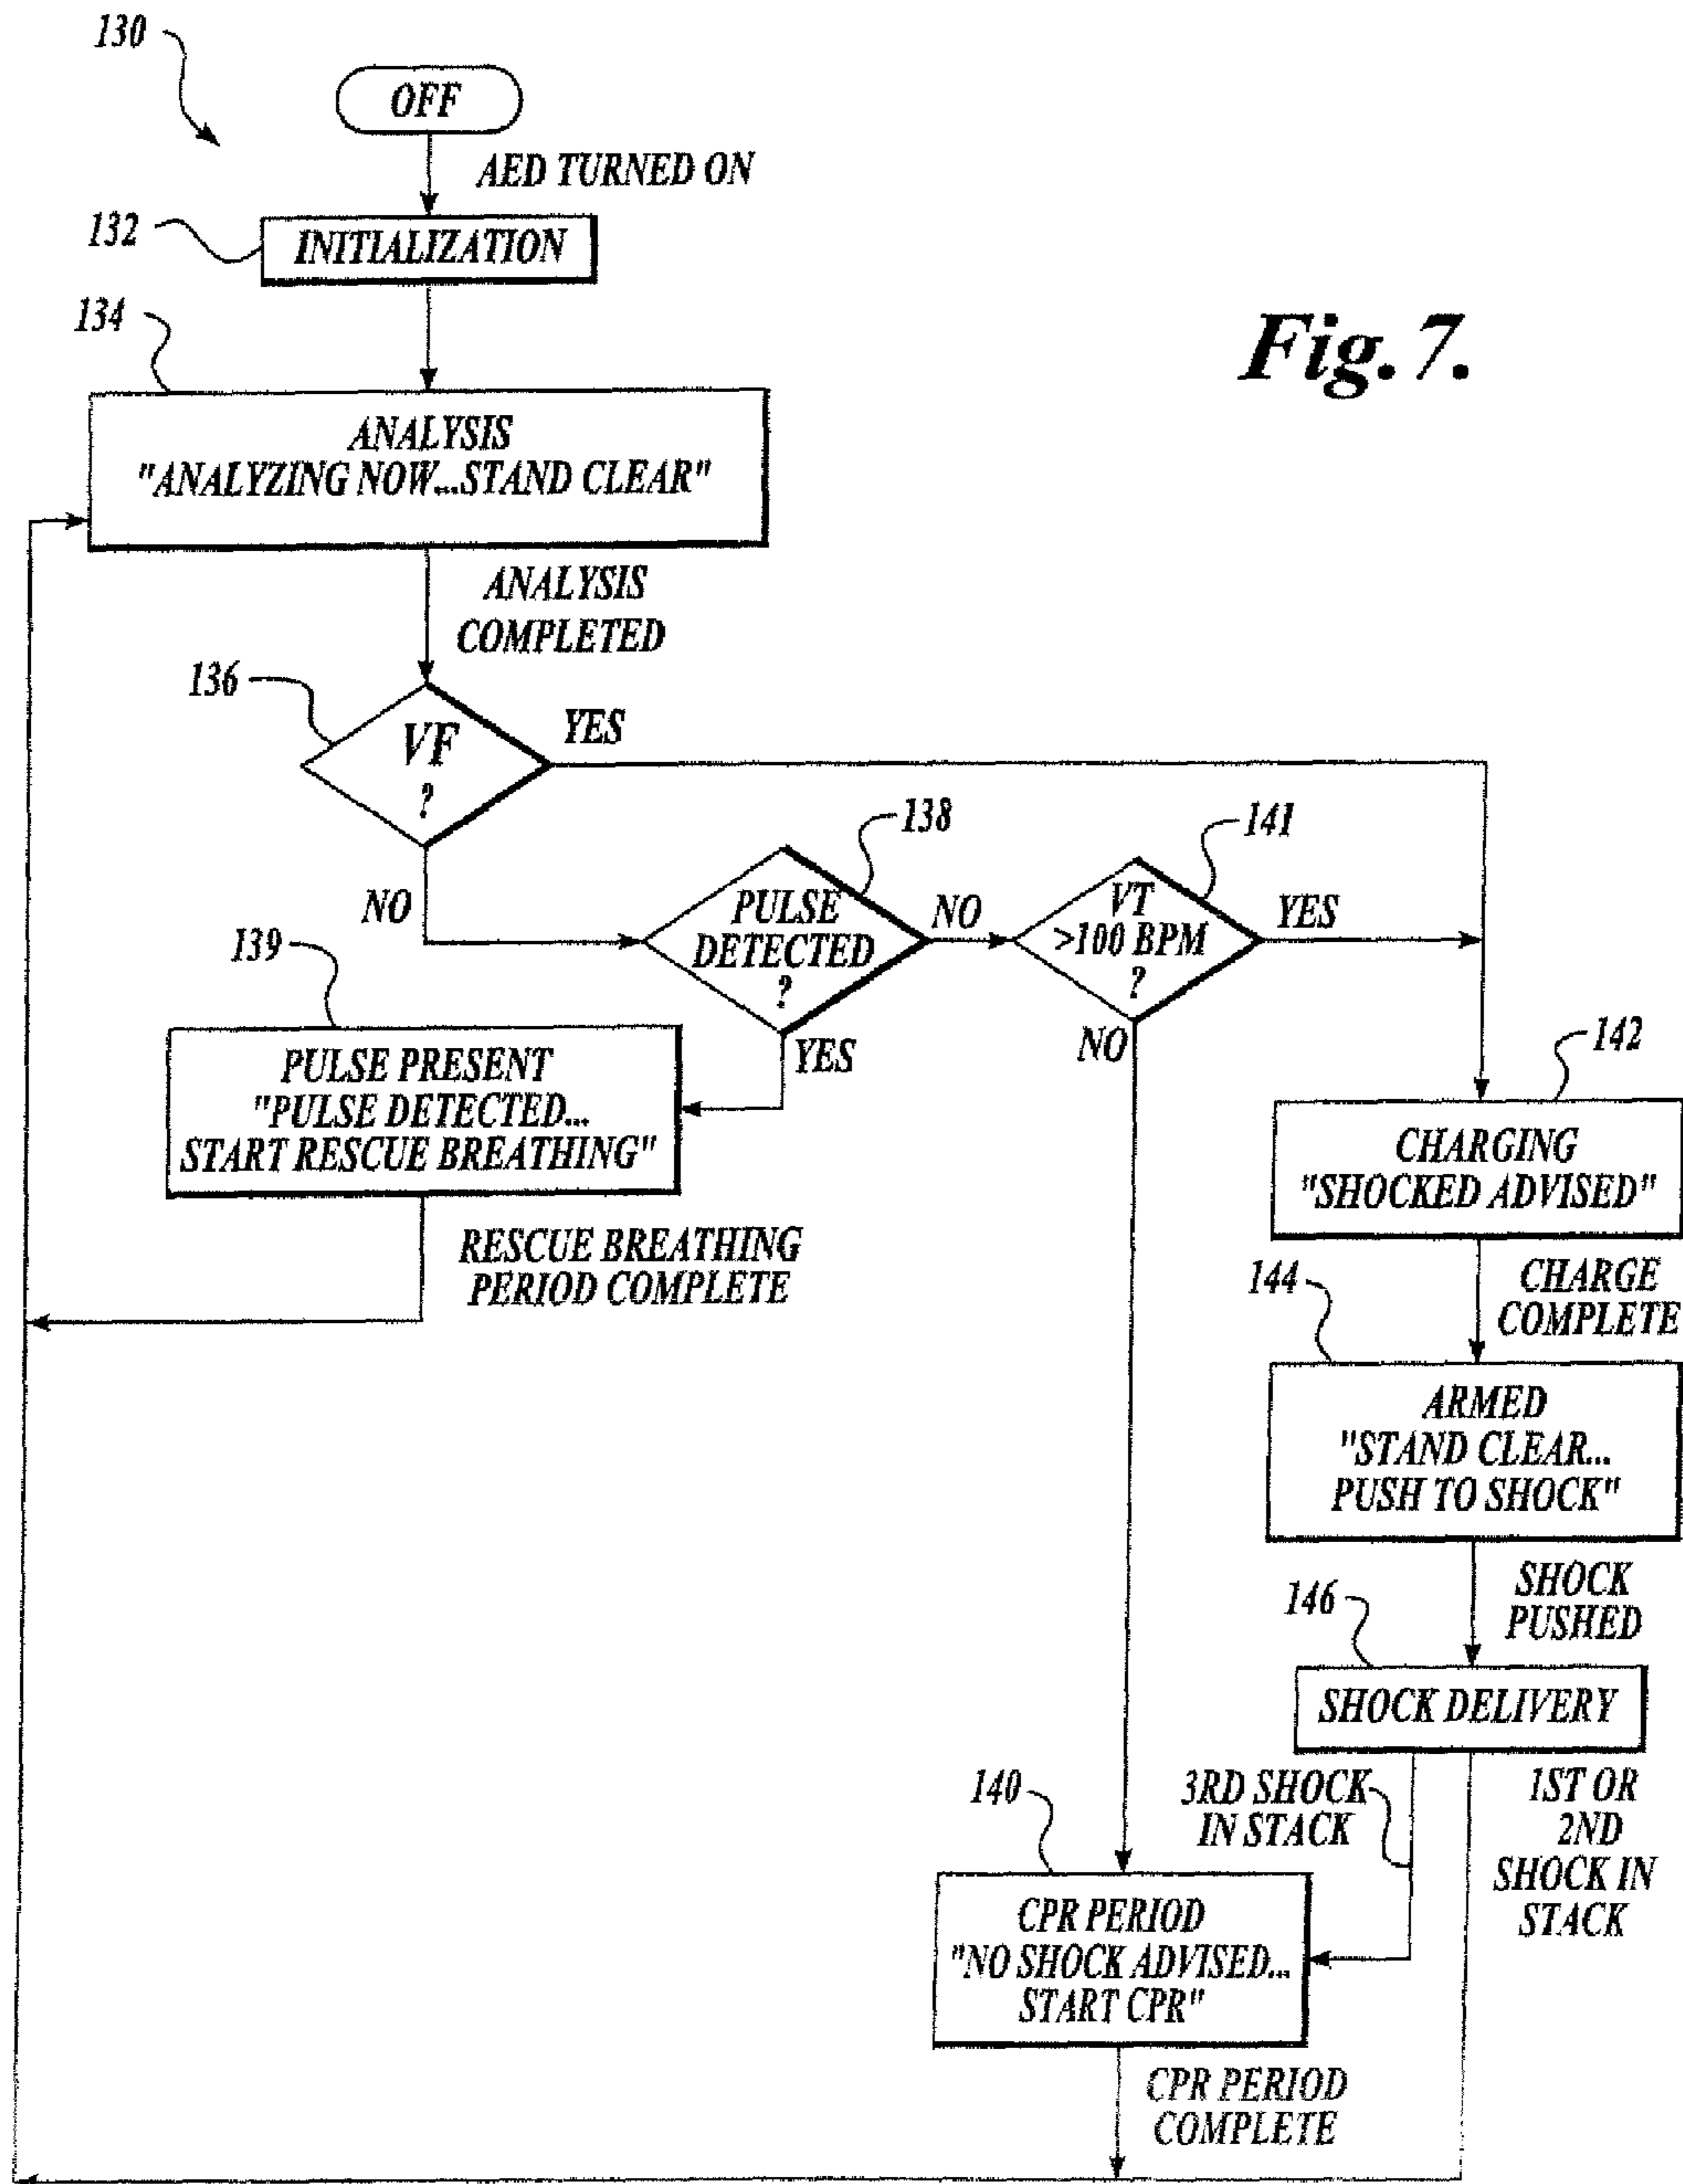 130
OFF
AED TURNED ON
132
INITIALIZATION
134
Fig. 7.
ANALYSIS
"ANALYZING NOW...STAND CLEAR"
ANALYSIS
COMPLETED
136
VF
?
YES
NO
138
PULSE
DETECTED
?
NO
YES
141
VT
>100 BPM
?
YES
NO
139
PULSE PRESENT
"PULSE DETECTED...
START RESCUE BREATHING"
RESCUE BREATHING
PERIOD COMPLETE
142
CHARGING
"SHOCKED ADVISED"
CHARGE
COMPLETE
144
ARMED
"STAND CLEAR...
PUSH TO SHOCK"
SHOCK
PUSHED
146
SHOCK DELIVERY
3RD SHOCK
IN STACK
1ST OR
2ND
SHOCK IN
STACK
140
CPR PERIOD
"NO SHOCK ADVISED...
START CPR"
CPR PERIOD
COMPLETE